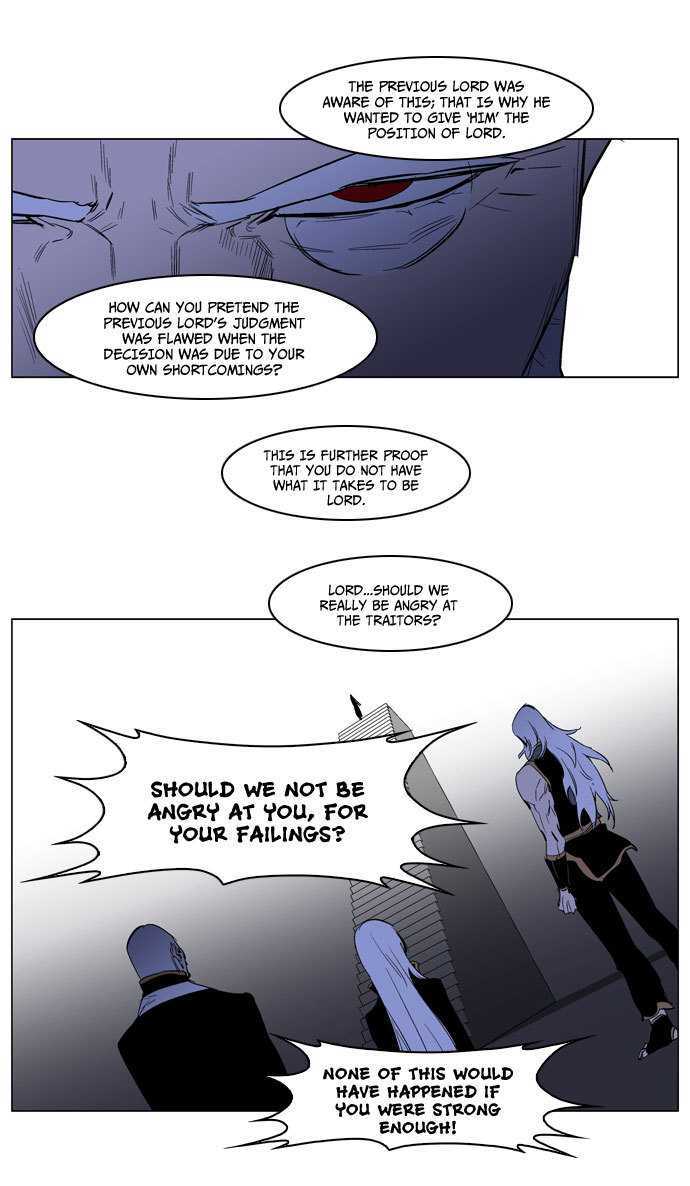 THE PREVIOUS LORD WAS
AWARE OF THIS; THAT IS WHY HE
WANTED TO GIVE 'HIM' THE
POSITION OF LORD.
HOW CAN YOU PRETEND THE
PREVIOUS LORD'S JUDGMENT
WAS FLAWED WHEN THE
DECISION WAS DUE TO YOUR
OWN SHORTCOMINGS?
THIS IS FURTHER PROOF
THAT YOU DO NOT HAVE
WHAT IT TAKES TO BE
LORD.
LORD...SHOULD WE
REALLY BE ANGRY AT
THE TRAITORS?
SHOULD WE NOT BE
ANGRY AT YOU, FOR
YOUR FAILINGS?
NONE OF THIS WOULD
HAVE HAPPENED IF
YOU WERE STRONG
ENOUGH!